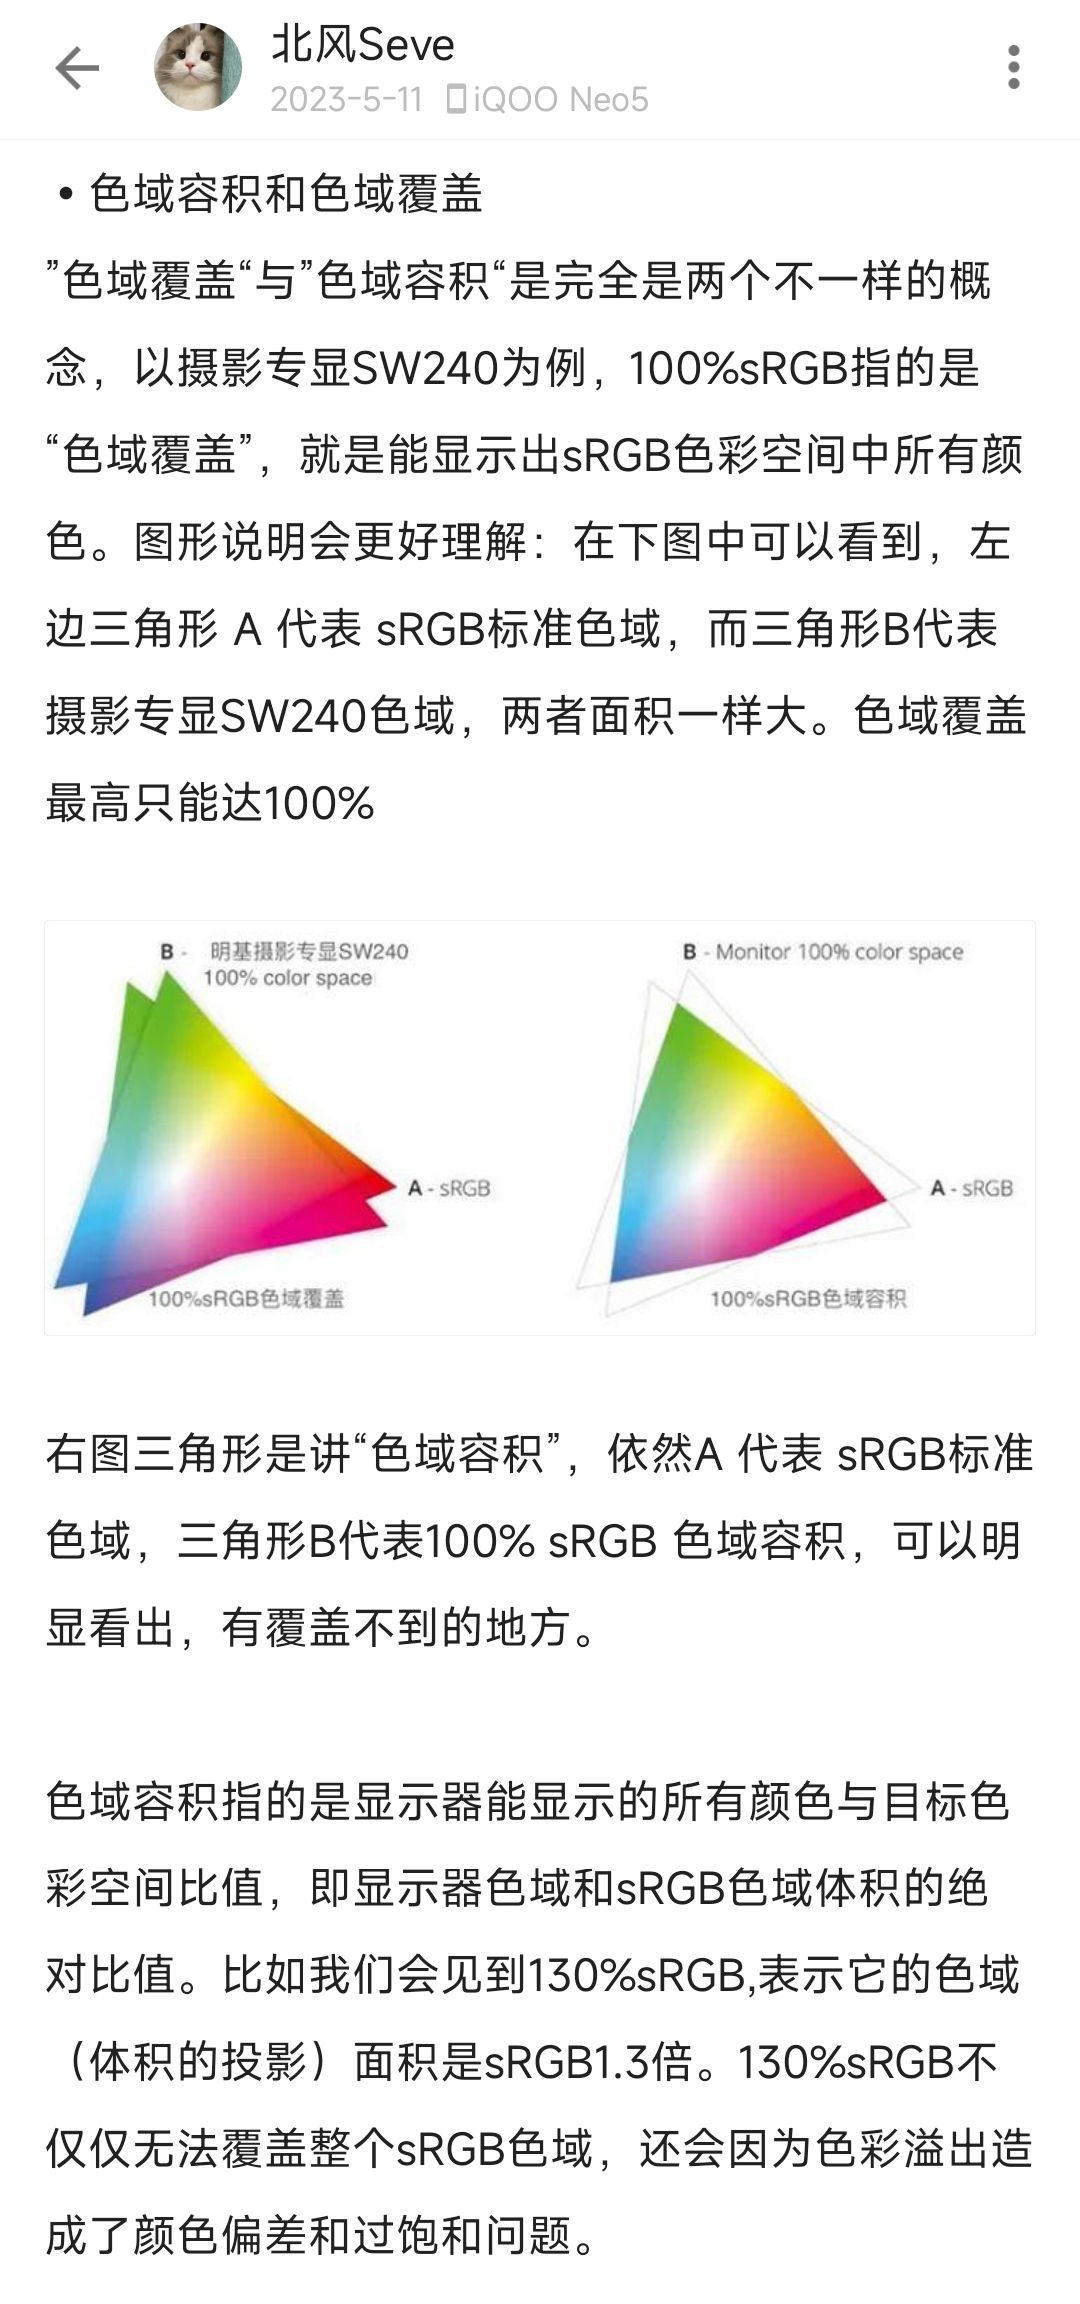 北风Seve
2023-5-11 iQOO Neo5
• 色域容积和色域覆盖
”色域覆盖“与”色域容积“是完全是两个不一样的概
念，以摄影专显SW240为例，100%sRGB指的是
“色域覆盖”，就是能显示出sRGB色彩空间中所有颜
色。图形说明会更好理解：在下图中可以看到，左
边三角形 A 代表 sRGB标准色域，而三角形B代表
摄影专显SW240色域，两者面积一样大。色域覆盖
最高只能达100%
B - 明基摄影专显SW240
100% color space
A - sRGB
100%sRGB色域覆盖
B - Monitor 100% color space
A - sRGB
100%sRGB色域容积
右图三角形是讲“色域容积”，依然A 代表 sRGB标准
色域，三角形B代表100% sRGB 色域容积，可以明
显看出，有覆盖不到的地方。
色域容积指的是显示器能显示的所有颜色与目标色
彩空间比值，即显示器色域和sRGB色域体积的绝
对比值。比如我们会见到130%sRGB,表示它的色域
（体积的投影）面积是sRGB1.3倍。130%sRGB不
仅仅无法覆盖整个sRGB色域，还会因为色彩溢出造
成了颜色偏差和过饱和问题。